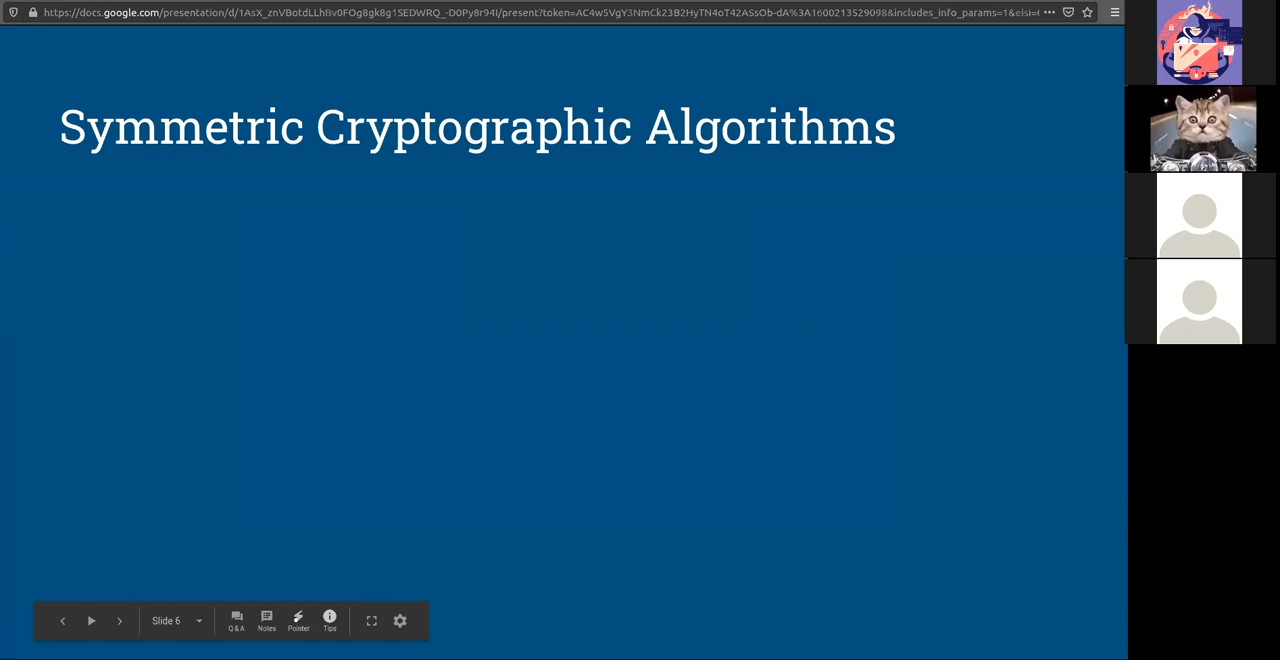 https://docs.google.com/presentation/d/1AsX_znVBotdLLhBv0FOg8gk8g1SEDWRQ_-D0Py8r94I/present?token=AC4w5VgY3NmCk23B2HyTN4oT42ASsOb-dA%3A1600213529098&includes_info_params=1&eisi=
Symmetric Cryptographic Algorithms
Slide 6
Q & A Notes Pointer Tips